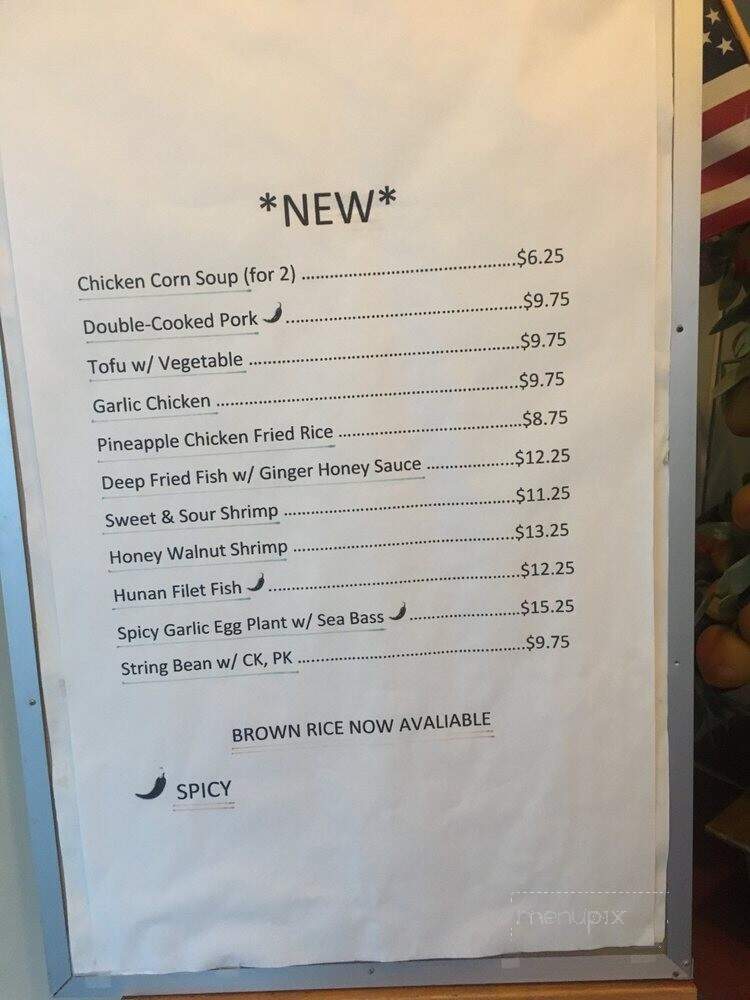 *NEW*
Chicken Corn Soup (for 2) ........................................$6.25
Double-Cooked Pork ............................................$9.75
Tofu w/ Vegetable ...................................................$9.75
Garlic Chicken .........................................................$9.75
Pineapple Chicken Fried Rice ..................................$8.75
Deep Fried Fish w/ Ginger Honey Sauce ................$12.25
Sweet & Sour Shrimp ...........................................$11.25
Honey Walnut Shrimp .........................................$13.25
Hunan Filet Fish ...............................................$12.25
Spicy Garlic Egg Plant w/ Sea Bass .....................$15.25
String Bean w/ CK, PK ..........................................$9.75
BROWN RICE NOW AVALIABLE
SPICY
menupix